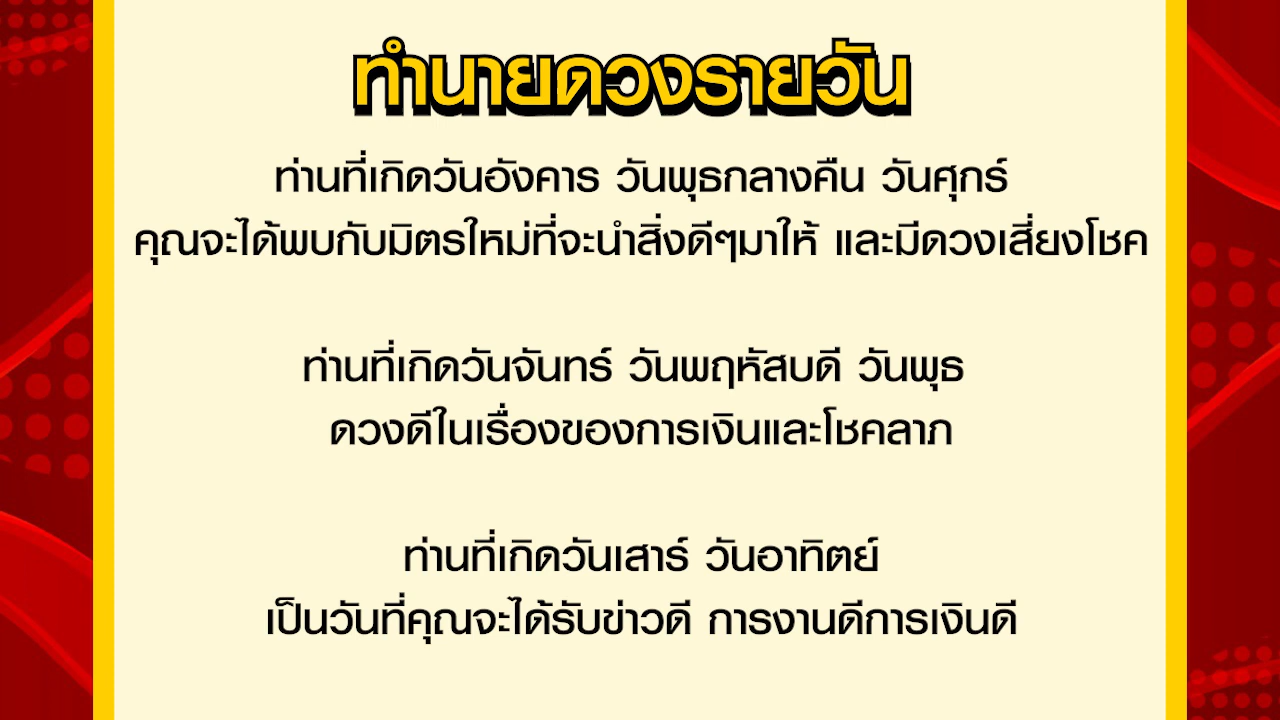 ทำนายดวงรายวัน
ท่านที่เกิดวันอังคาร วันพุธกลางคืน วันศุกร์
คุณจะได้พบกับมิตรใหม่ที่จะนำสิ่งดีๆมาให้ และมีดวงเสี่ยงโชค
ท่านที่เกิดวันจันทร์ วันพฤหัสบดี วันพุธ
ดวงดีในเรื่องของการเงินและโชคลาภ
ท่านที่เกิดวันเสาร์ วันอาทิตย์
เป็นวันที่คุณจะได้รับข่าวดี การงานดีการเงินดี